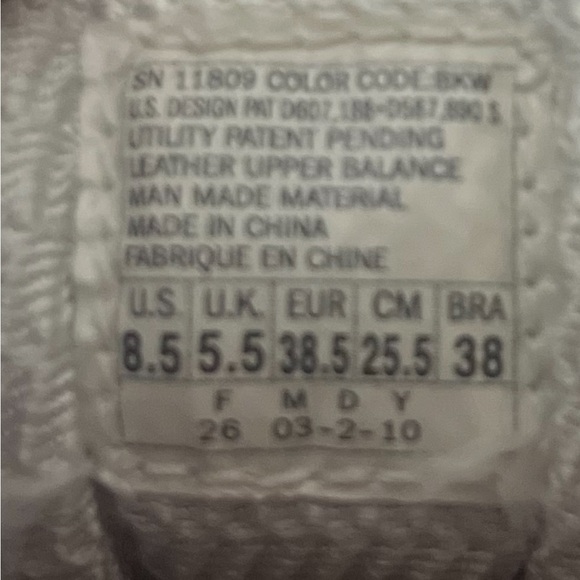 SN 11809 COLOR CODE:BKW
U.S. DESIGN PAT D607,188-D567,890 S
UTILITY PATENT PENDING
LEATHER UPPER BALANCE
MAN MADE MATERIAL
MADE IN CHINA
FABRIQUE EN CHINE
U.S. U.K. EUR CM BRA
8.5 5.5 38.5 25.5 38
F M D Y
26 03-2-10